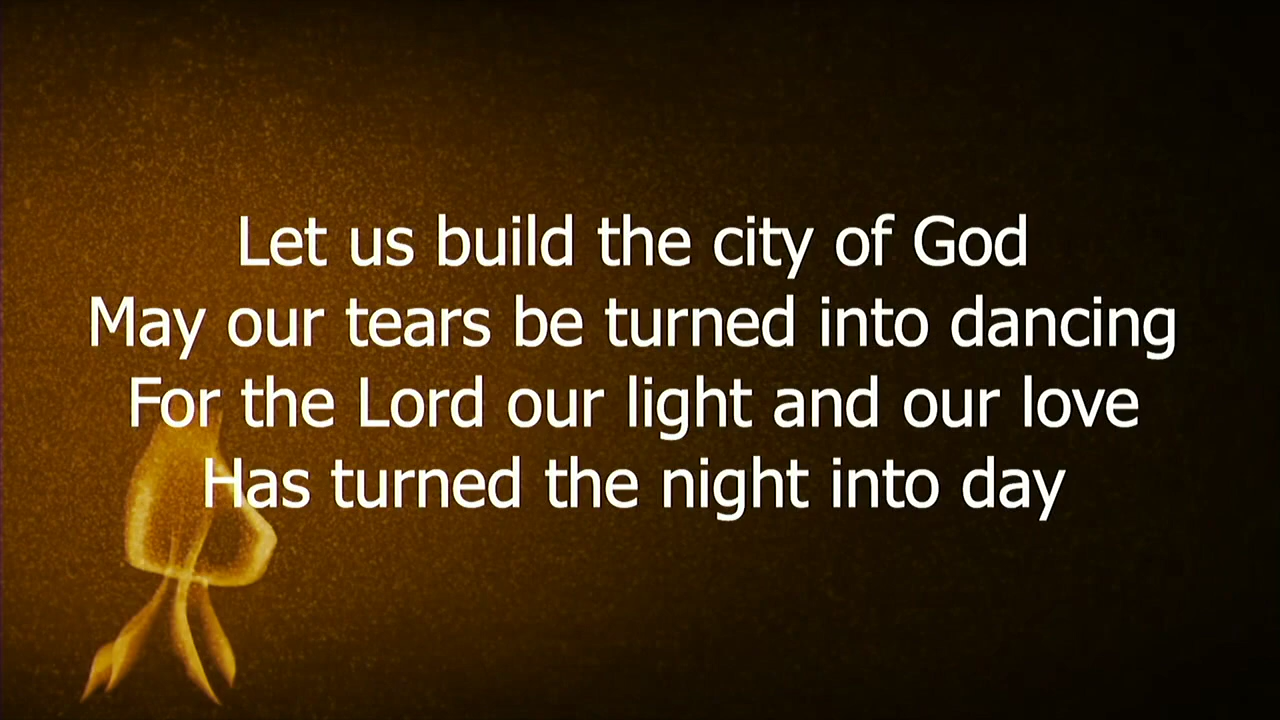 Let us build the city of God
May our tears be turned into dancing
For the Lord our light and our love
Has turned the night into day